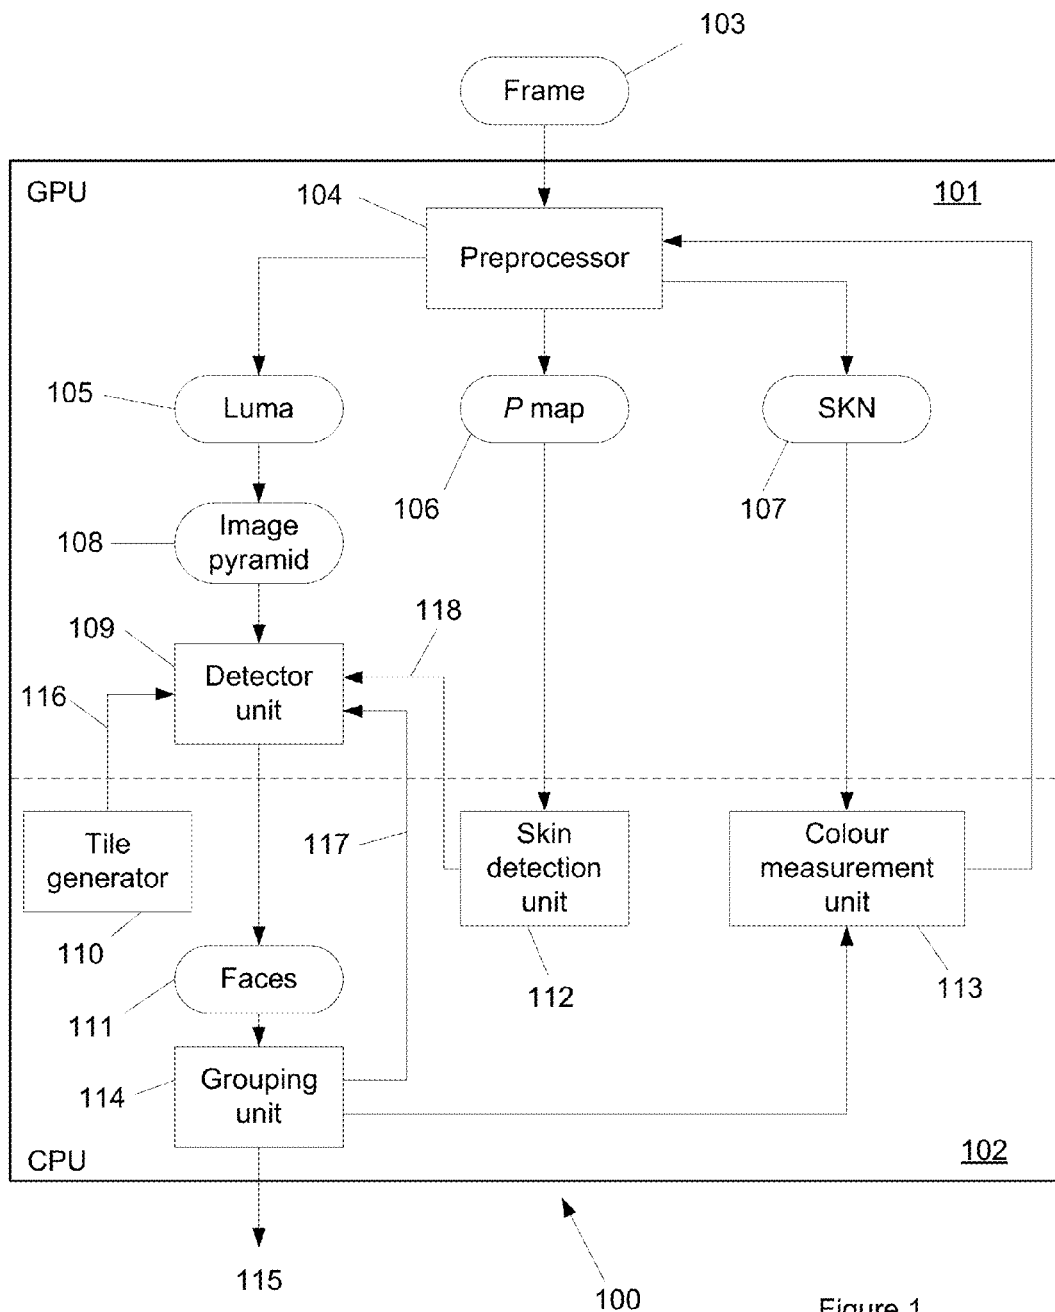 103
Frame
GPU
104
101
Preprocessor
105
Luma
P map
SKN
106
107
108
Image
pyramid
109
118
116
Detector
unit
Tile
generator
117
Skin
detection
unit
Colour
measurement
unit
110
111
Faces
112
113
114
Grouping
unit
CPU
102
115
100
Figure 1